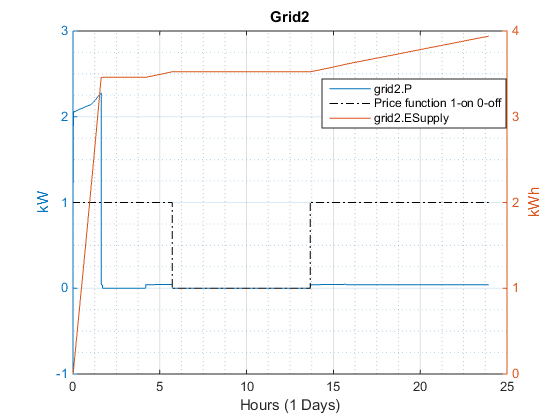 Grid2
3
2
1
0
-1
kW
4
3
2
1
0
kWh
grid2.P
Price function 1-on 0-off
grid2.ESupply
0
5
10
15
20
25
Hours (1 Days)